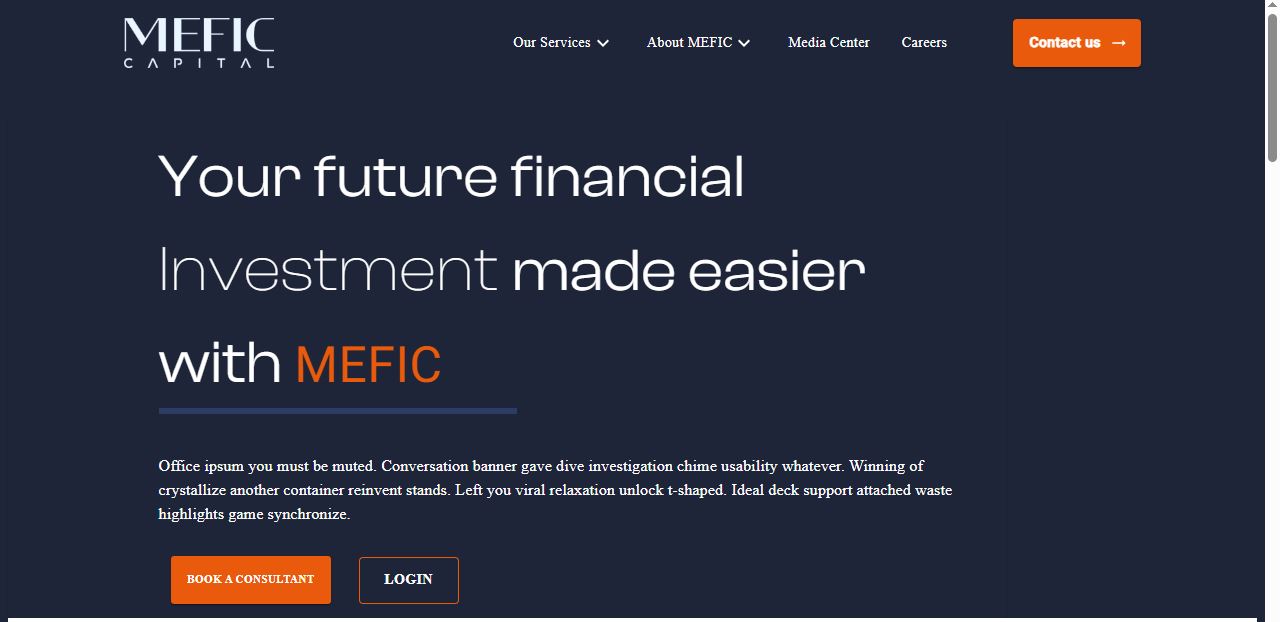 MEFIC
CAPITAL
Our Services
About MEFIC
Media Center
Careers
Contact us →
Your future financial
Investment made easier
with MEFIC
Office ipsum you must be muted. Conversation banner gave dive investigation chime usability whatever. Winning of
crystallize another container reinvent stands. Left you viral relaxation unlock t-shaped. Ideal deck support attached waste
highlights game synchronize.
BOOK A CONSULTANT
LOGIN